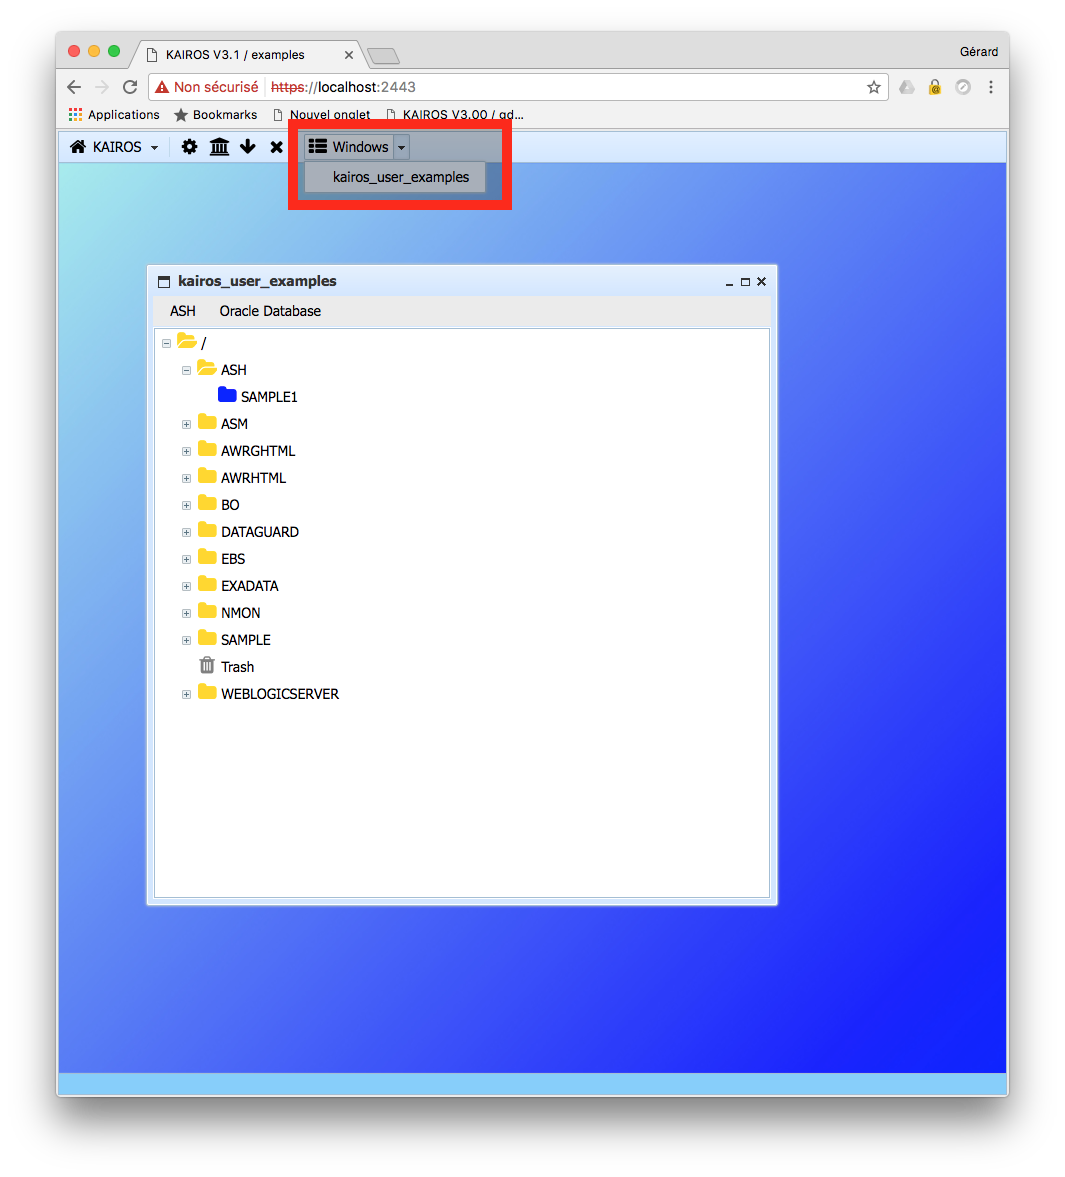 KAIROS V3.1 / examples
Gérard
Non sécurisé https://localhost:2443
Applications Bookmarks Nouvel onglet KAIROS V3.00 / gd...
KAIROS Windows
kairos_user_examples
kairos_user_examples
ASH Oracle Database
/
ASH
SAMPLE1
ASM
AWRGHTML
AWRHTML
BO
DATAGUARD
EBS
EXADATA
NMON
SAMPLE
Trash
WEBLOGICSERVER